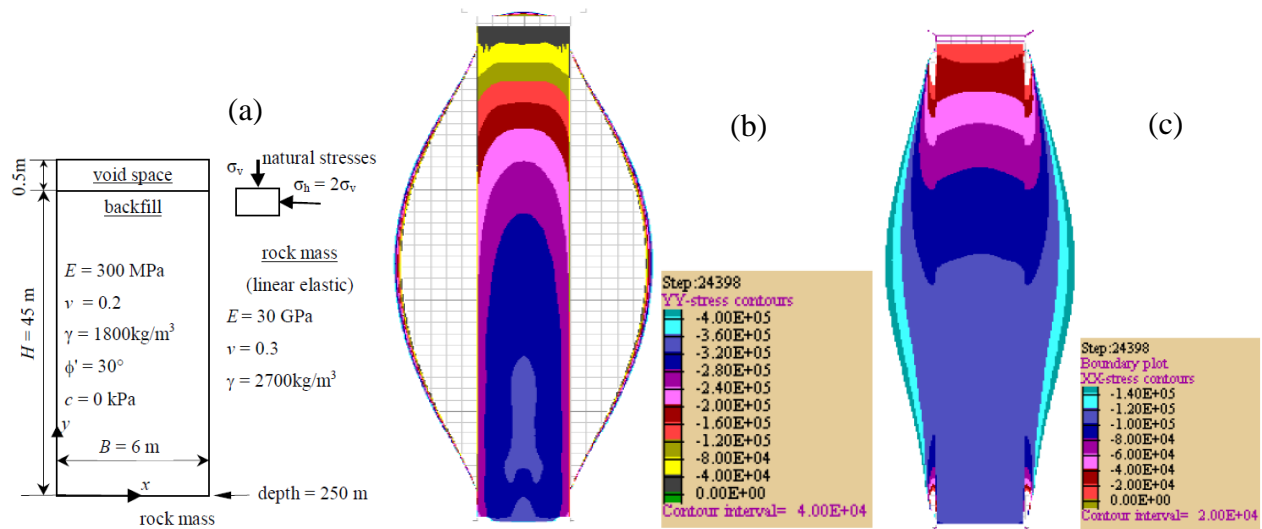 (a)
(b)
(c)
0.5m
void space
backfill
H = 45 m
E = 300 MPa
ν = 0.2
γ = 1800kg/m³
ϕ' = 30°
c = 0 kPa
y
B = 6 m
x
rock mass
depth = 250 m
natural stresses
σv
σh = 2σv
rock mass
(linear elastic)
E = 30 GPa
ν = 0.3
γ = 2700kg/m³
Step:24398
YY-stress contours
-4.00E+05
-3.60E+05
-3.20E+05
-2.80E+05
-2.40E+05
-2.00E+05
-1.60E+05
-1.20E+05
-8.00E+04
-4.00E+04
0.00E+00
Contour interval= 4.00E+04
Step:24398
Boundary plot
XX-stress contours
-1.40E+05
-1.20E+05
-1.00E+05
-8.00E+04
-6.00E+04
-4.00E+04
-2.00E+04
0.00E+00
Contour interval= 2.00E+04